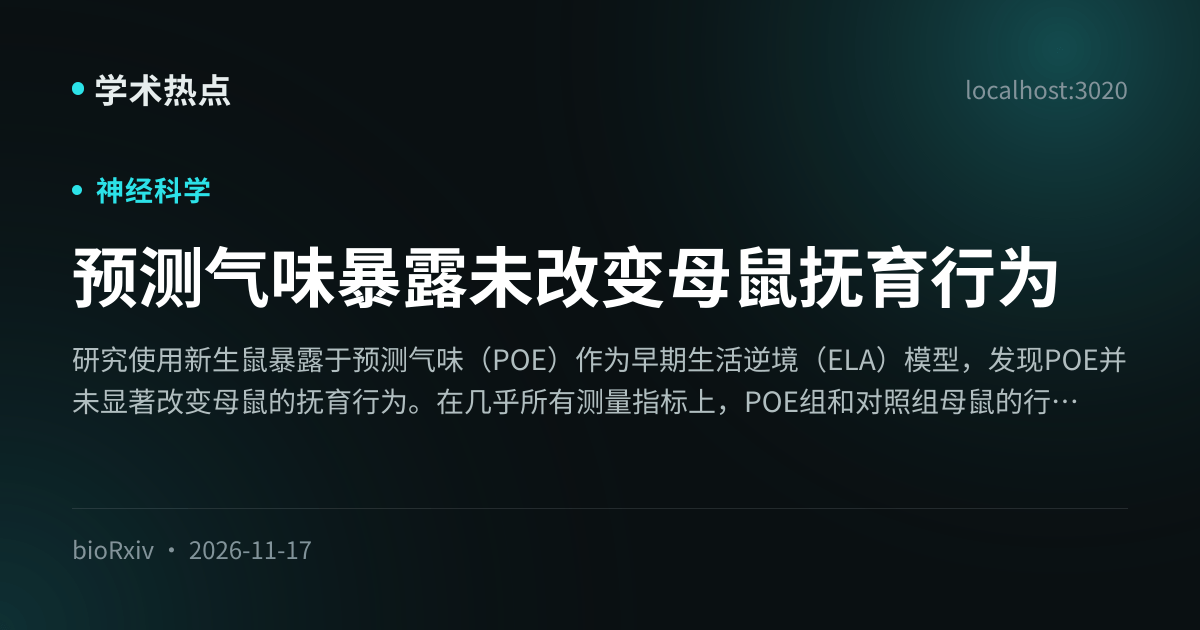 学术热点
localhost:3020
神经科学
预测气味暴露未改变母鼠抚育行为
研究使用新生鼠暴露于预测气味（POE）作为早期生活逆境（ELA）模型，发现POE并
未显著改变母鼠的抚育行为。在几乎所有测量指标上，POE组和对照组母鼠的行…
bioRxiv · 2026-11-17